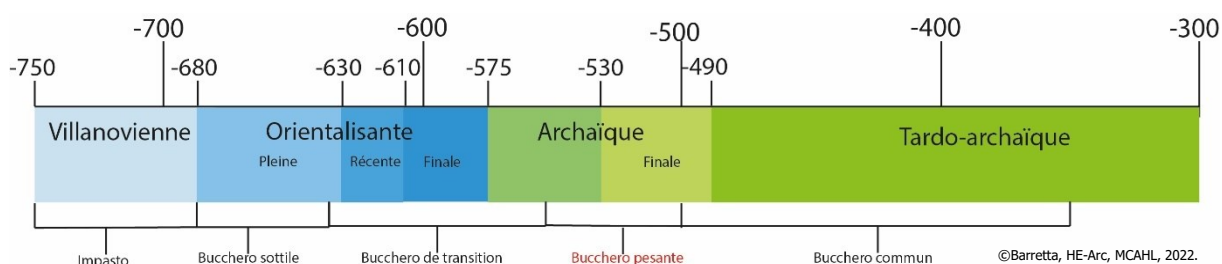 -700 -600 -500 -400 -300
-750 -680 -630 -610 -575 -530 -490
Villanovienne Orientalisante Archaïque Tardo-archaïque
Pleine Récente Finale Finale
Impasto Bucchero sottile Bucchero de transition Bucchero pesante Bucchero commun ©Barretta, HE-Arc, MCAHL, 2022.